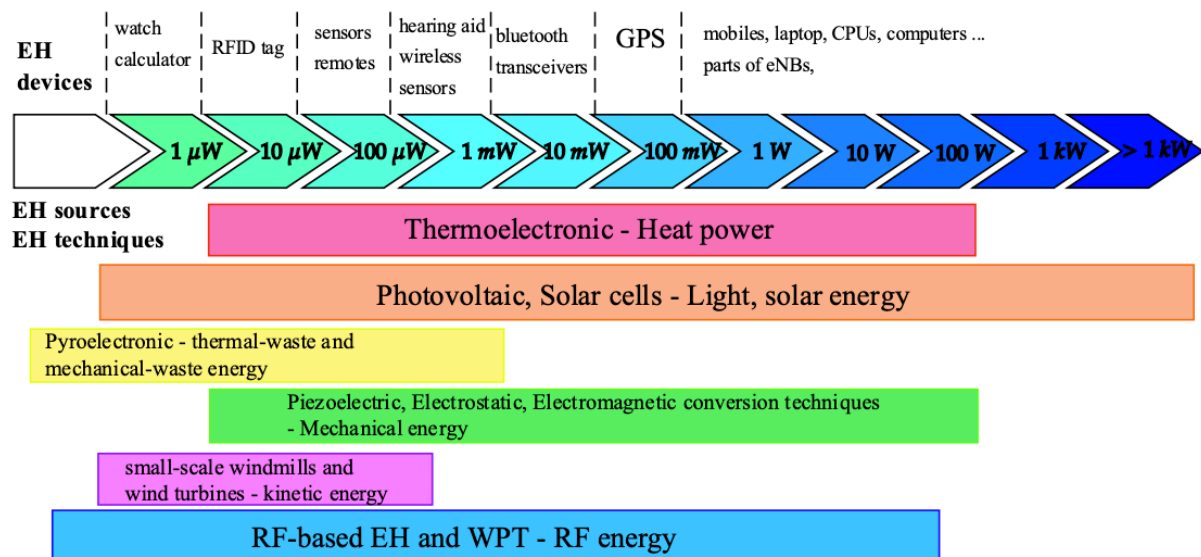 EH
devices
watch
calculator
RFID tag
sensors
remotes
hearing aid
wireless
sensors
bluetooth
transceivers
GPS
mobiles, laptop, CPUs, computers ...
parts of eNBs,
1 μW
10 μW
100 μW
1 mW
10 mW
100 mW
1 W
10 W
100 W
1 kW
> 1 kW
EH sources
EH techniques
Thermoelectronic - Heat power
Photovoltaic, Solar cells - Light, solar energy
Pyroelectronic - thermal-waste and
mechanical-waste energy
Piezoelectric, Electrostatic, Electromagnetic conversion techniques
- Mechanical energy
small-scale windmills and
wind turbines - kinetic energy
RF-based EH and WPT - RF energy